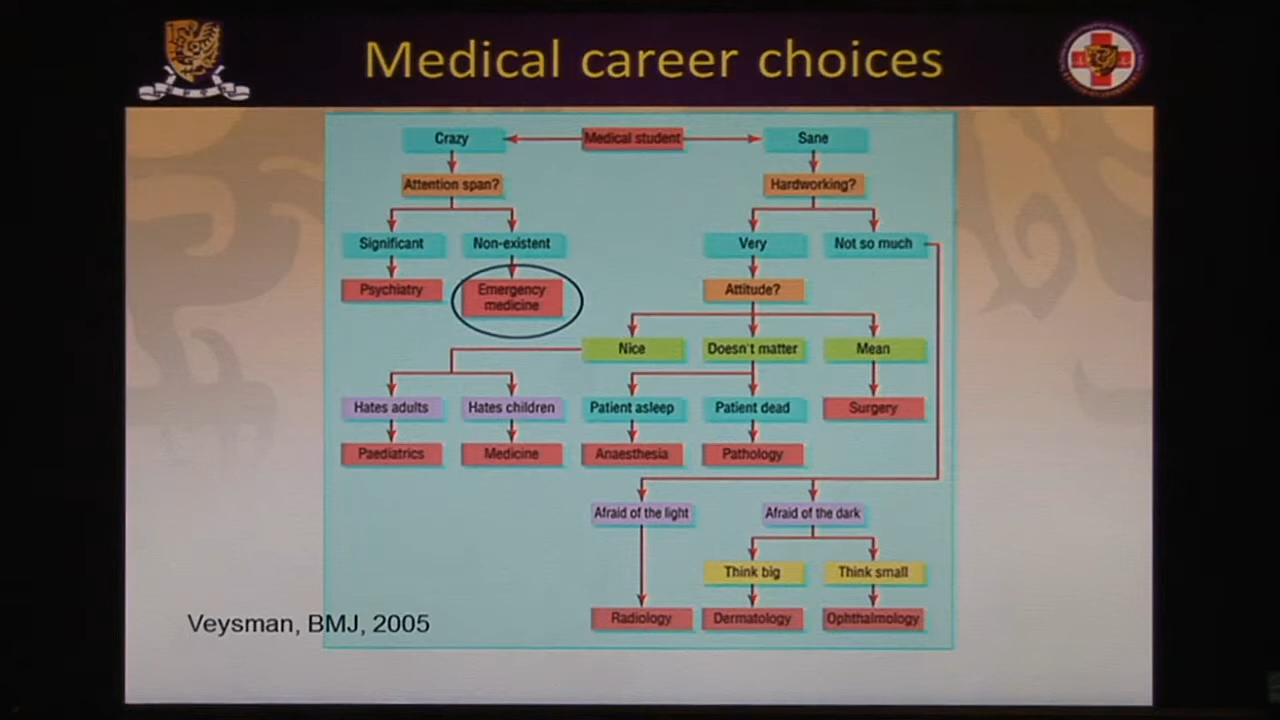 Medical career choices
Crazy
Medical student
Sane
Attention span?
Hardworking?
Significant
Non-existent
Very
Not so much
Psychiatry
Emergency
medicine
Attitude?
Nice
Doesn't matter
Mean
Hates adults
Hates children
Patient asleep
Patient dead
Surgery
Paediatrics
Medicine
Anaesthesia
Pathology
Afraid of the light
Afraid of the dark
Think big
Think small
Radiology
Dermatology
Ophthalmology
Veysman, BMJ, 2005